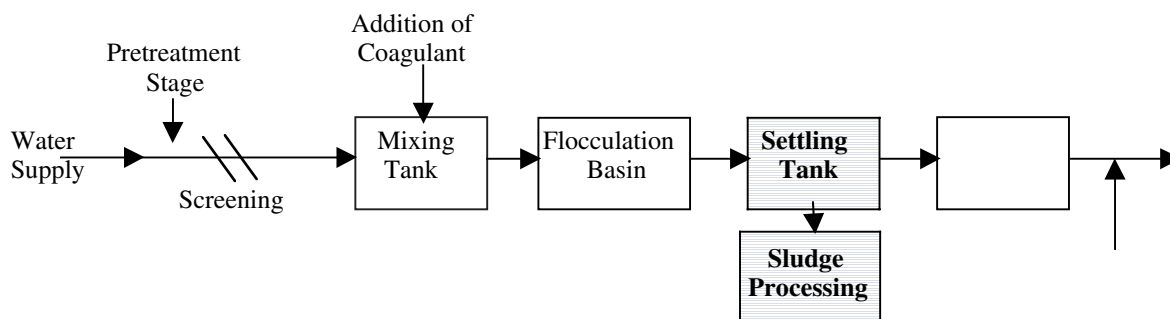 Addition of
Coagulant
Pretreatment
Stage
Water
Supply
Screening
Mixing
Tank
Flocculation
Basin
Settling
Tank
Sludge
Processing